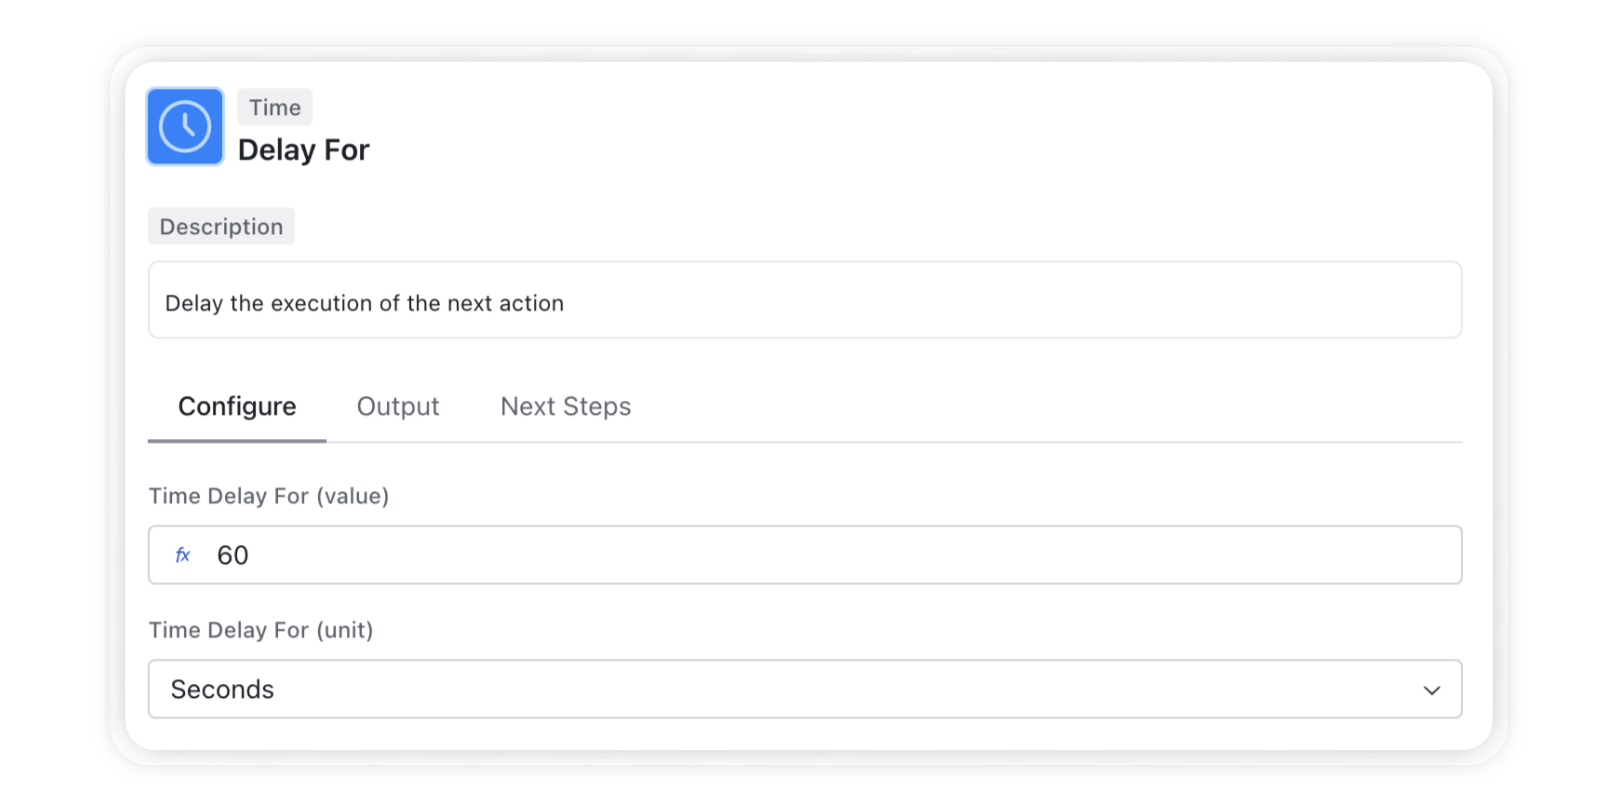 Time
Delay For
Description
Delay the execution of the next action
Configure Output Next Steps
Time Delay For (value)
fx 60
Time Delay For (unit)
Seconds